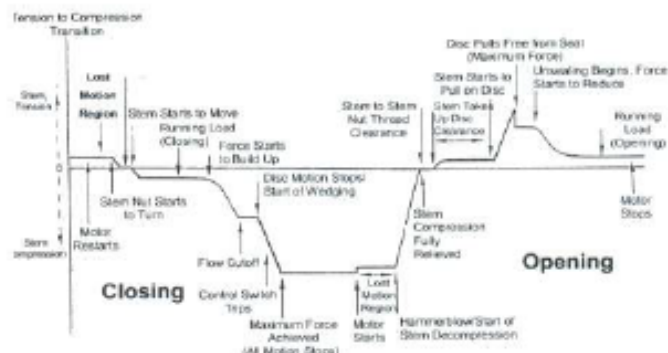 Tension to Compression
Transition
Lost
Motion
Region
Stem,
Tension
Stem Starts to Move
Running Load
(Closing)
Force Starts
to Build Up
Disc Motion Stops/
Start of Wedging
Stem Nut Starts
to Turn
Motor
Restarts
Stem
Compression
Flow Cutoff
Closing
Control Switch
Trips
Maximum Force
Achieved
(All Motion Stops)
Motor
Starts
Lost
Motion
Region
Hammerblow/Start of
Stem Decompression
Stem to Stem
Nut Thread
Clearance
Stem
Compression
Fully
Relieved
Disc Pulls Free from Seat
(Maximum Force)
Stem Starts to
Pull on Disc
Stem Takes
Up Disc
Clearance
Unseating Begins, Force
Starts to Reduce
Running
Load
(Opening)
Motor
Stops
Opening